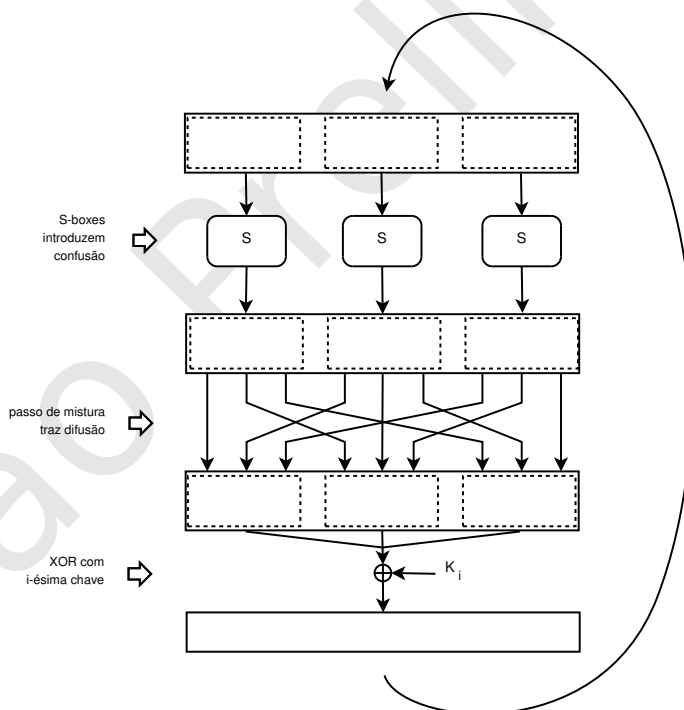 S-boxes
introduzem
confusão
S S S
passo de mistura
traz difusão
XOR com
i-ésima chave
K i